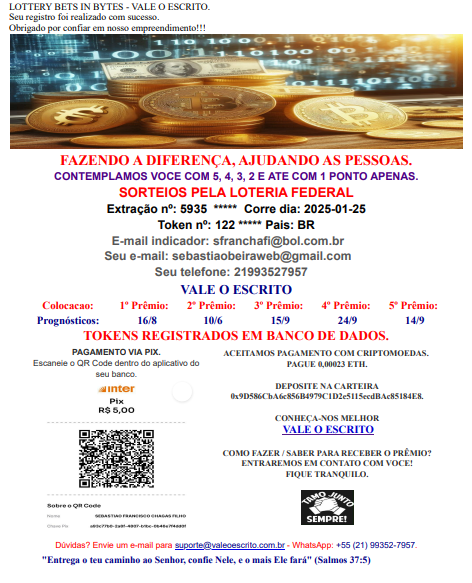 LOTTERY BETS IN BYTES - VALE O ESCRITO.
Seu registro foi realizado com sucesso.
Obrigado por confiar em nosso empreendimento!!!
FAZENDO A DIFERENÇA, AJUDANDO AS PESSOAS.
CONTEMPLAMOS VOCE COM 5, 4, 3, 2 E ATE COM 1 PONTO APENAS.
SORTEIOS PELA LOTERIA FEDERAL
Extração nº: 5935 ***** Corre dia: 2025-01-25
Token nº: 122 ***** Pais: BR
E-mail indicador: sfranchafi@bol.com.br
Seu e-mail: sebastiaobeiraweb@gmail.com
Seu telefone: 21993527957
VALE O ESCRITO
Colocacao: 1º Prêmio: 2º Prêmio: 3º Prêmio: 4º Prêmio: 5º Prêmio:
Prognósticos: 16/8 10/6 15/9 24/9 14/9
TOKENS REGISTRADOS EM BANCO DE DADOS.
PAGAMENTO VIA PIX.
Escaneie o QR Code dentro do aplicativo do
seu banco.
inter
Pix
R$ 5,00
Sobre o QR Code
Nome SEBASTIAO FRANCISCO CHAGAS FILHO
Chave Pix
ACEITAMOS PAGAMENTO COM CRIPTOMOEDAS.
PAGUE 0,00023 ETH.
DEPOSITE NA CARTEIRA
0x9D586CbA6c856B4979C1D2e5115ecdBAc85184E8.
CONHEÇA-NOS MELHOR
VALE O ESCRITO
COMO FAZER / SABER PARA RECEBER O PRÊMIO?
ENTRAREMOS EM CONTATO COM VOCE!
FIQUE TRANQUILO.
TAMO JUNTO
SEMPRE!
Dúvidas? Envie um e-mail para suporte@valeoescrito.com.br - WhatsApp: +55 (21) 99352-7957.
"Entrega o teu caminho ao Senhor, confie Nele, e o mais Ele fará" (Salmos 37:5)